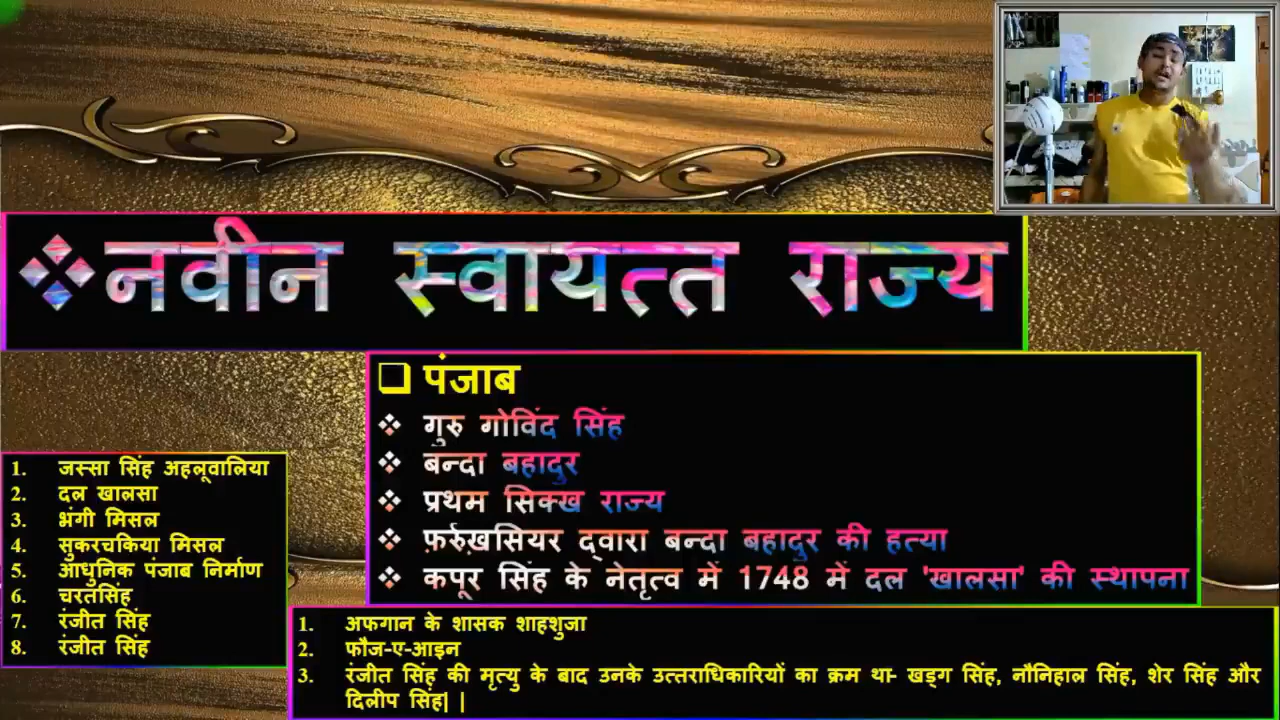 ❖नवीन स्वायत्त राज्य
❑ पंजाब
❖ गुरु गोविंद सिंह
❖ बन्दा बहादुर
❖ प्रथम सिक्ख राज्य
❖ फ़र्रुख़सियर द्वारा बन्दा बहादुर की हत्या
❖ कपूर सिंह के नेतृत्व में 1748 में दल 'खालसा' की स्थापना
1. जस्सा सिंह अहलूवालिया
2. दल खालसा
3. भंगी मिसल
4. सुकरचकिया मिसल
5. आधुनिक पंजाब निर्माण
6. चरतसिंह
7. रंजीत सिंह
8. रंजीत सिंह
1. अफगान के शासक शाहशुजा
2. फौज-ए-आइन
3. रंजीत सिंह की मृत्यु के बाद उनके उत्तराधिकारियों का क्रम था- खड्ग सिंह, नौनिहाल सिंह, शेर सिंह और
दिलीप सिंह| |